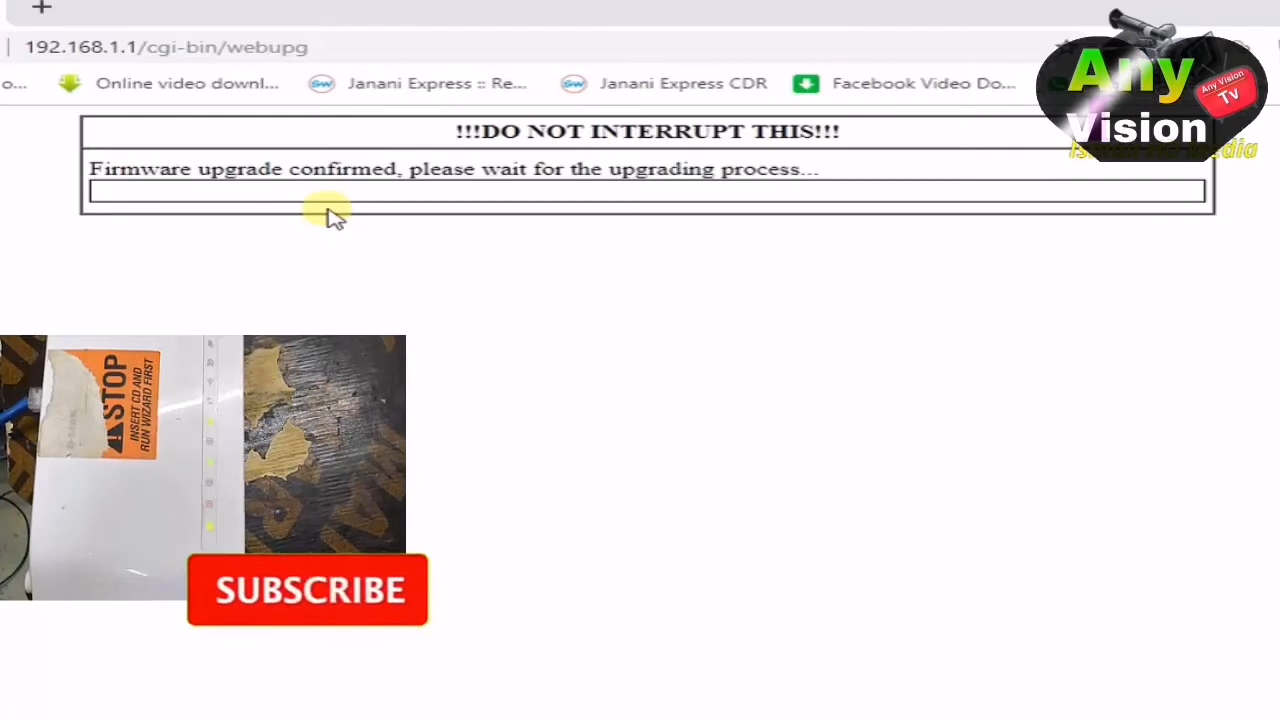 +
192.168.1.1/cgi-bin/webupg
o...
Online video downl...
Janani Express :: Re...
Janani Express CDR
Facebook Video Do...
Any
Vision
Any Vision
Tv
!!!DO NOT INTERRUPT THIS!!!
Firmware upgrade confirmed, please wait for the upgrading process...
STOP
INSERT CD AND
RUN WIZARD FIRST
SUBSCRIBE